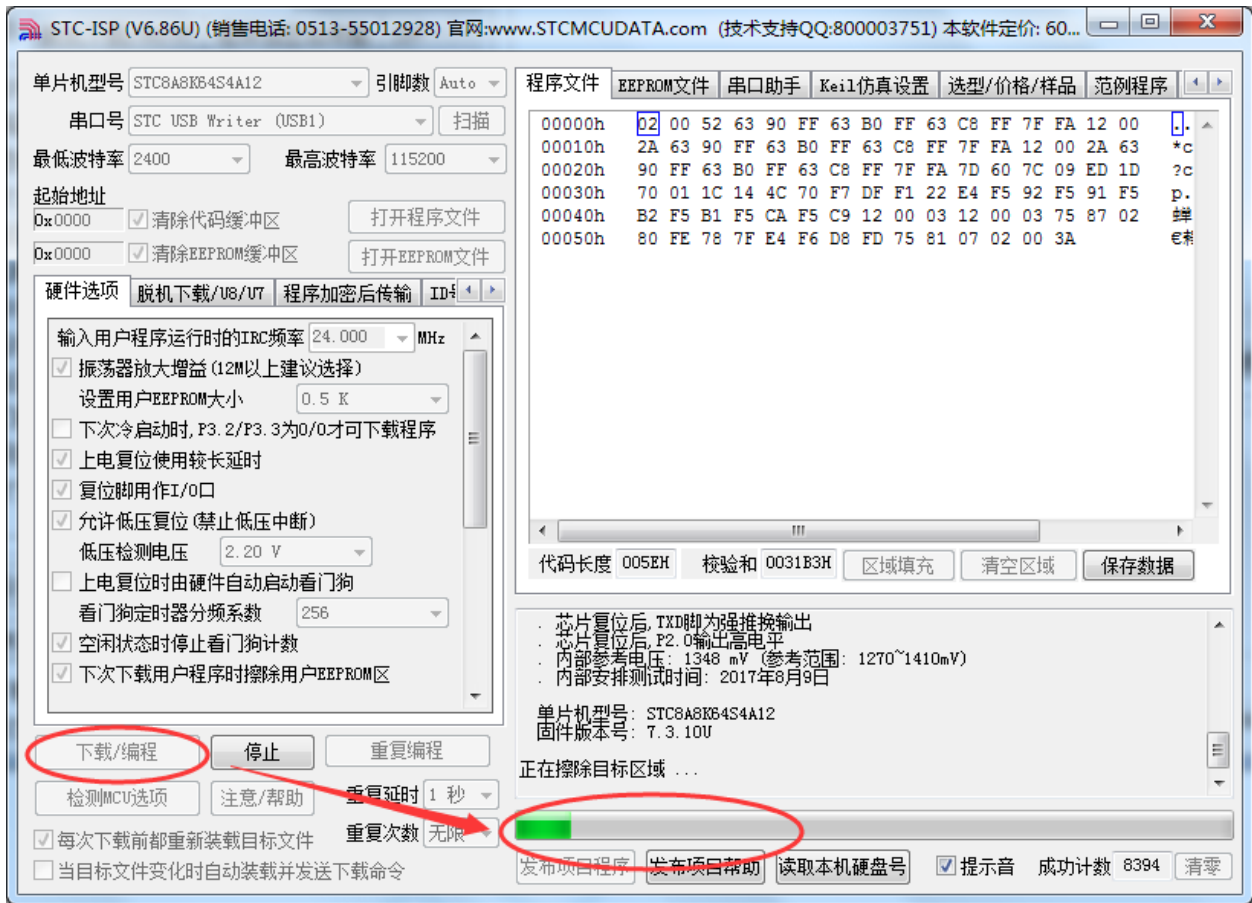 STC-ISP (V6.86U) (销售电话: 0513-55012928) 官网:www.STCMCUDATA.com (技术支持QQ:800003751) 本软件定价: 60...
单片机型号 STC8A8K64S4A12 引脚数 Auto
串口号 STC USB Writer (USB1) 扫描
最低波特率 2400 最高波特率 115200
起始地址
0x0000 清除代码缓冲区 打开程序文件
0x0000 清除EEPROM缓冲区 打开EEPROM文件
硬件选项 脱机下载/U8/U7 程序加密后传输
输入用户程序运行时的IRC频率 24.000 MHz
振荡器放大增益(12M以上建议选择)
设置用户EEPROM大小 0.5 K
下次冷启动时,P3.2/P3.3为0/0才可下载程序
上电复位使用较长延时
复位脚用作I/O口
允许低压复位(禁止低压中断)
低压检测电压 2.20 V
上电复位时由硬件自动启动看门狗
看门狗定时器分频系数 256
空闲状态时停止看门狗计数
下次下载用户程序时擦除用户EEPROM区
下载/编程 停止 重复编程
检测MCU选项 注意/帮助 重复延时 1 秒
每次下载前都重新装载目标文件 重复次数 无限
当目标文件变化时自动装载并发送下载命令
程序文件 EEPROM文件 串口助手 Keil仿真设置 选型/价格/样品 范例程序
00000h 02 00 52 63 90 FF 63 B0 FF 63 C8 FF 7F FA 12 00 ..
00010h 2A 63 90 FF 63 B0 FF 63 C8 FF 7F FA 12 00 2A 63 *c
00020h 90 FF 63 B0 FF 63 C8 FF 7F FA 7D 60 7C 09 ED 1D ?c
00030h 70 01 1C 14 4C 70 F7 DF F1 22 E4 F5 92 F5 91 F5 p.
00040h B2 F5 B1 F5 CA F5 C9 12 00 03 12 00 03 75 87 02
00050h 80 FE 78 7F E4 F6 D8 FD 75 81 07 02 00 3A
代码长度 005EH 校验和 0031B3H 区域填充 清空区域 保存数据
. 芯片复位后,TXD脚为强推挽输出
. 芯片复位后,P2.0输出高电平
. 内部参考电压: 1348 mV (参考范围: 1270~1410mV)
. 内部安排测试时间: 2017年8月9日
单片机型号: STC8A8K64S4A12
固件版本号: 7.3.10U
正在擦除目标区域 ...
发布项目程序 发布项目帮助 读取本机硬盘号 提示音 成功计数 8394 清零